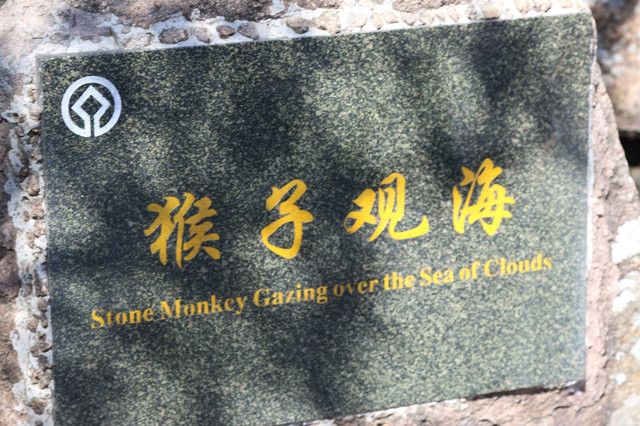 猴子观海
Stone Monkey Gazing over the Sea of Clouds